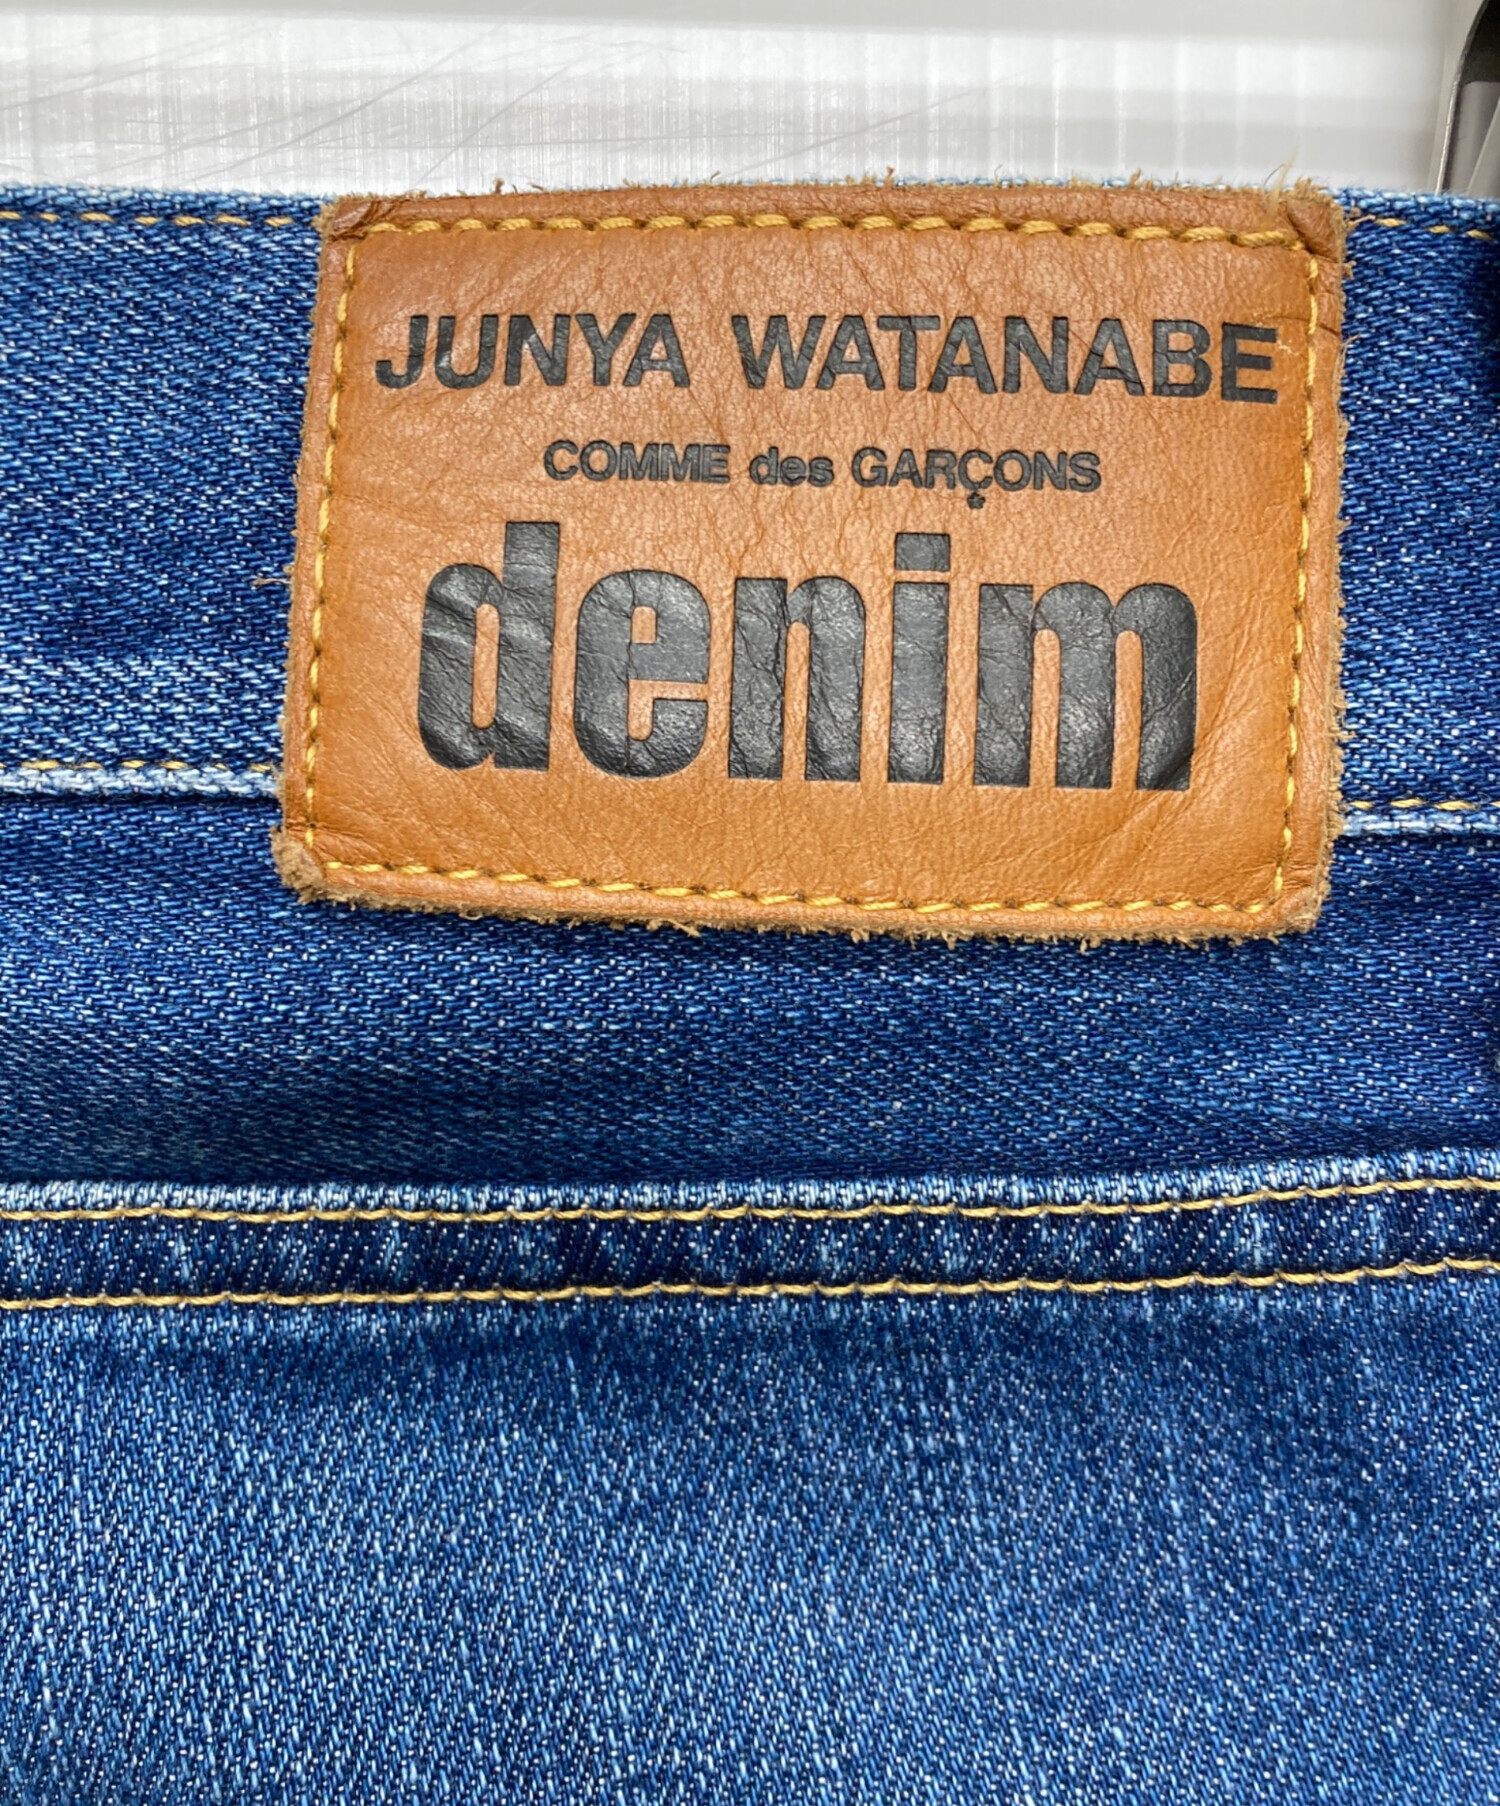 JUNYA WATANABE
COMME des GARÇONS
denim